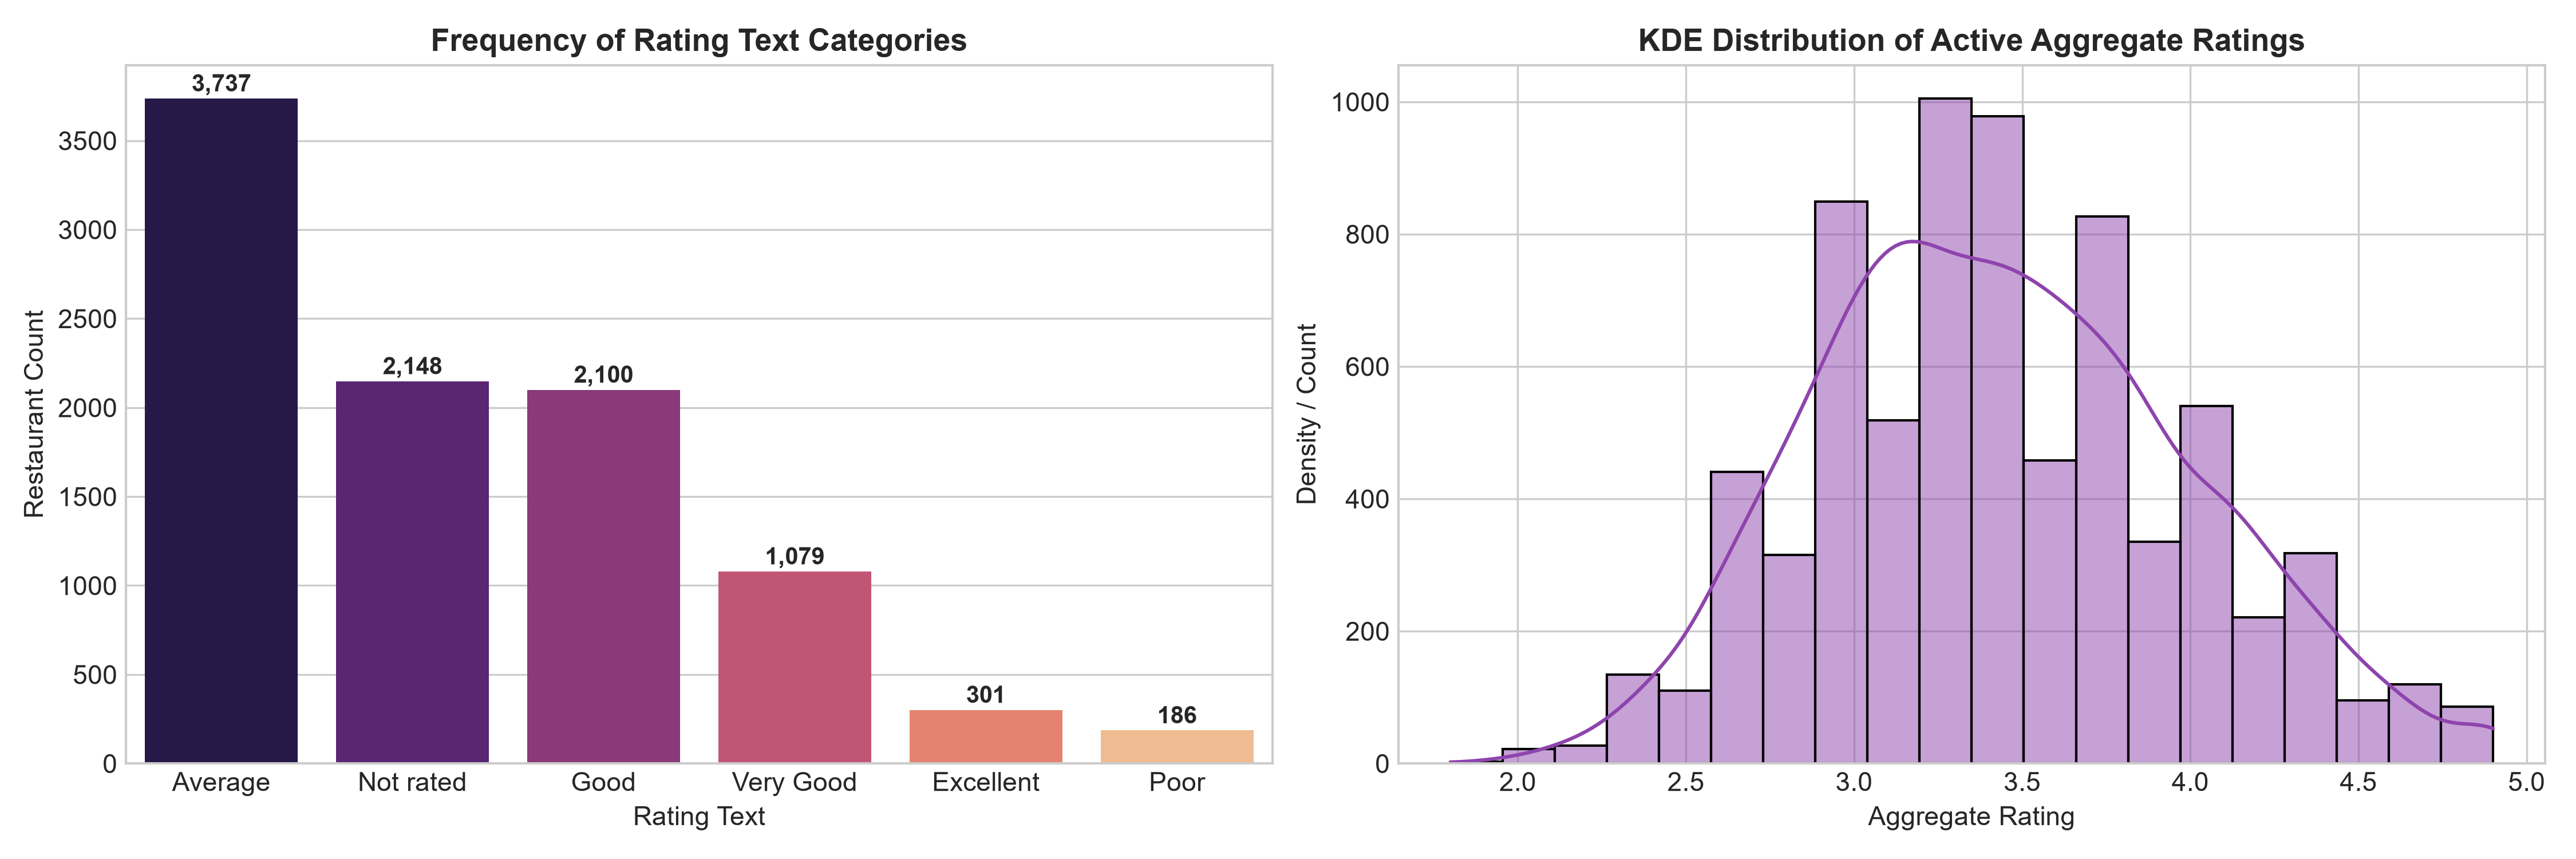 Frequency of Rating Text Categories
3,737
2,148
2,100
1,079
301
186
3500
3000
2500
2000
1500
1000
500
0
Restaurant Count
Average Not rated Good Very Good Excellent Poor
Rating Text
KDE Distribution of Active Aggregate Ratings
1000
800
600
400
200
0
Density / Count
2.0 2.5 3.0 3.5 4.0 4.5 5.0
Aggregate Rating